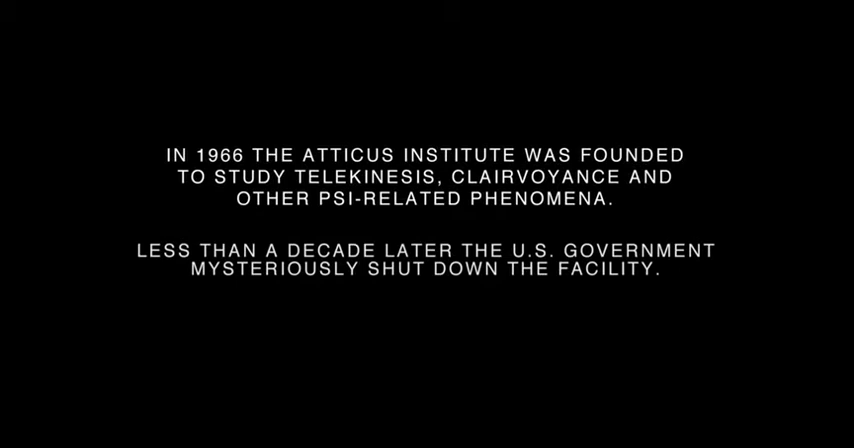 IN 1966 THE ATTICUS INSTITUTE WAS FOUNDED
TO STUDY TELEKINESIS, CLAIRVOYANCE AND
OTHER PSI-RELATED PHENOMENA.
LESS THAN A DECADE LATER THE U.S. GOVERNMENT
MYSTERIOUSLY SHUT DOWN THE FACILITY.